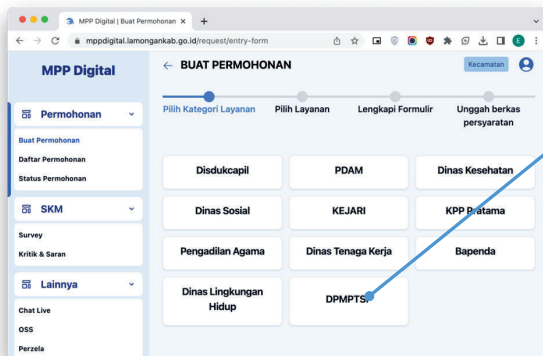 MPP Digital | Buat Permohonan
mppdigital.lamongankab.go.id/request/entry-form
MPP Digital
← BUAT PERMOHONAN
Kecamatan
Permohonan
Buat Permohonan
Daftar Permohonan
Status Permohonan
SKM
Survey
Kritik & Saran
Lainnya
Chat Live
OSS
Perzela
Pilih Kategori Layanan
Pilih Layanan
Lengkapi Formulir
Unggah berkas
persyaratan
Disdukcapil
PDAM
Dinas Kesehatan
Dinas Sosial
KEJARI
KPP Pratama
Pengadilan Agama
Dinas Tenaga Kerja
Bapenda
Dinas Lingkungan
Hidup
DPMPTSP